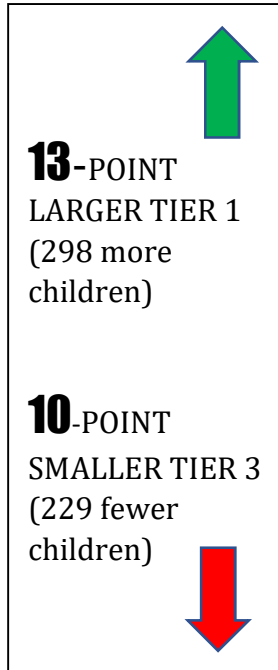 13-POINT
LARGER TIER 1
(298 more
children)
10-POINT
SMALLER TIER 3
(229 fewer
children)